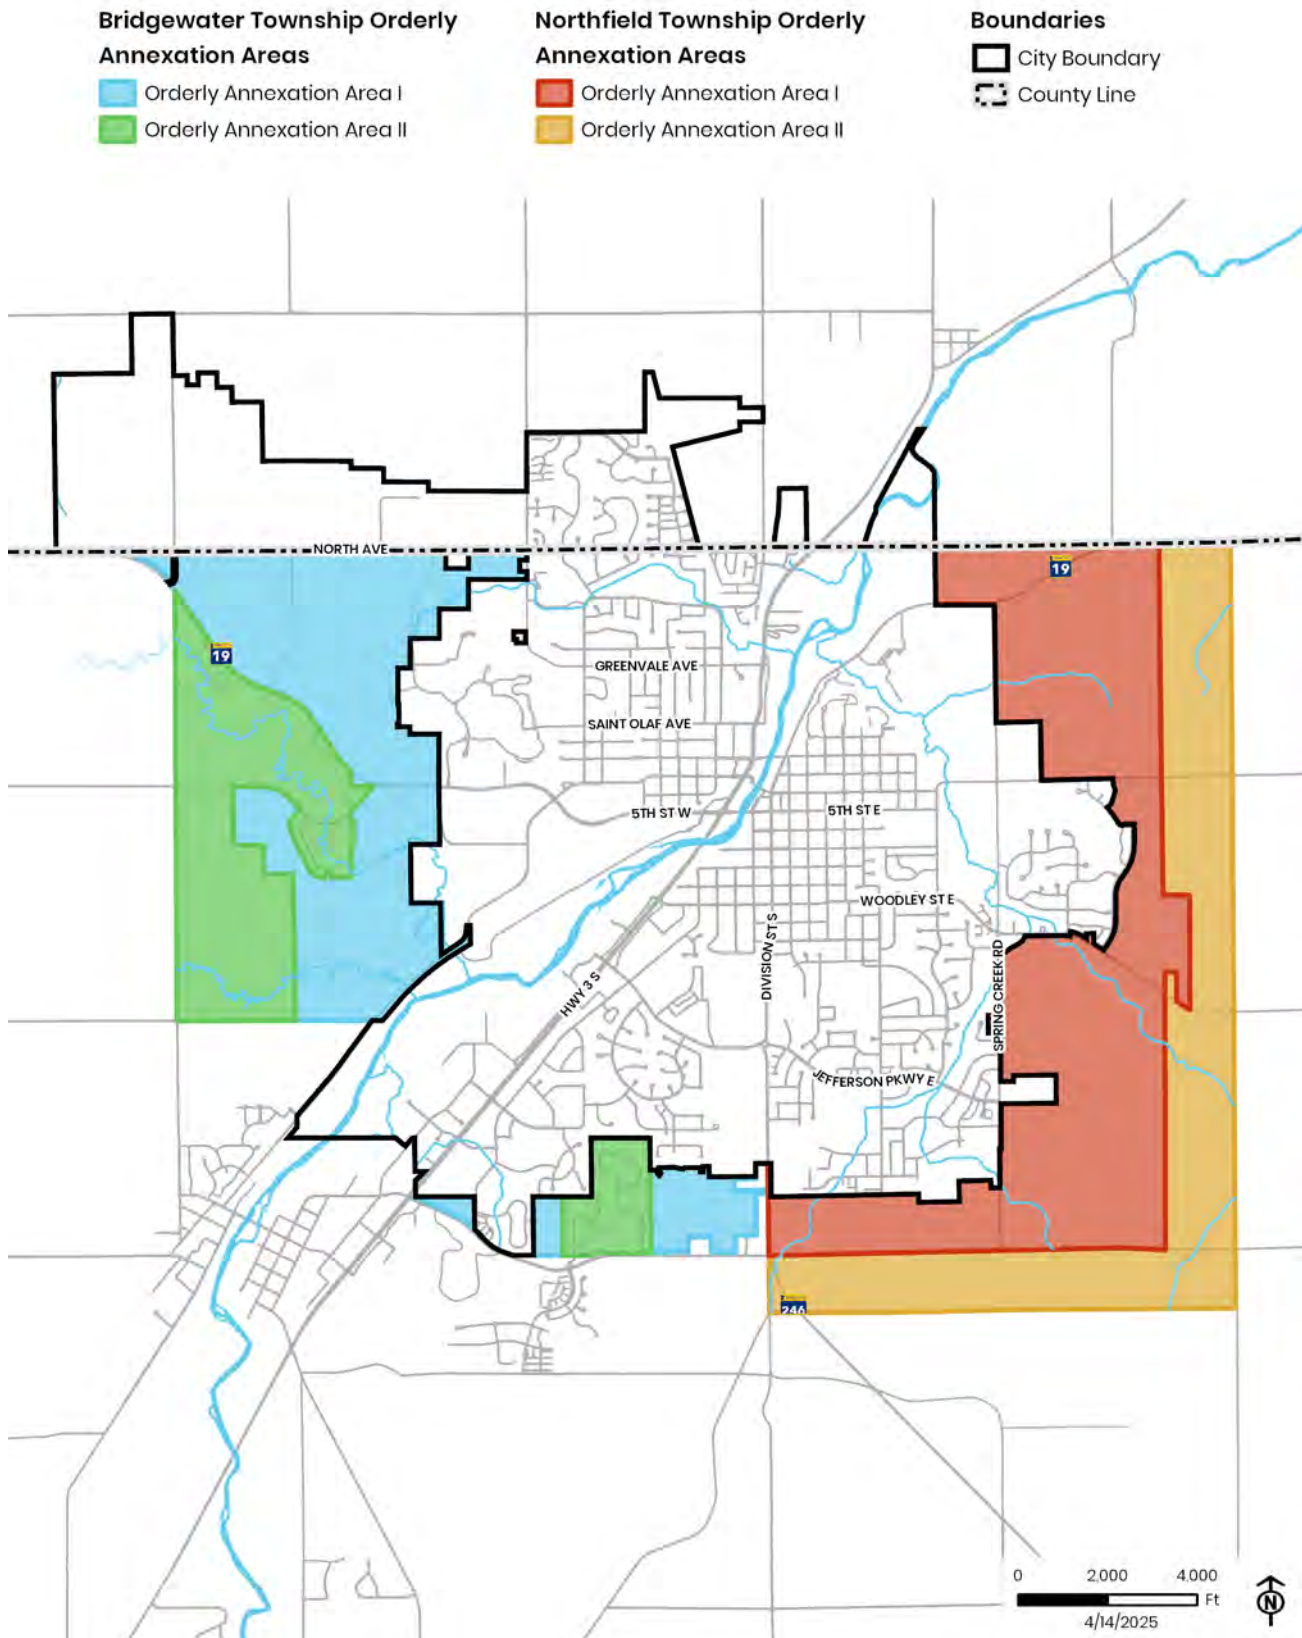 Bridgewater Township Orderly
Annexation Areas
Orderly Annexation Area I
Orderly Annexation Area II
Northfield Township Orderly
Annexation Areas
Orderly Annexation Area I
Orderly Annexation Area II
Boundaries
City Boundary
County Line
NORTH AVE
19
19
GREENVALE AVE
SAINT OLAF AVE
5TH ST W
5TH ST E
WOODLEY ST E
DIVISION ST S
SPRING CREEK RD
HWY 3 S
JEFFERSON PKWY E
246
0 2,000 4,000
Ft
4/14/2025
N